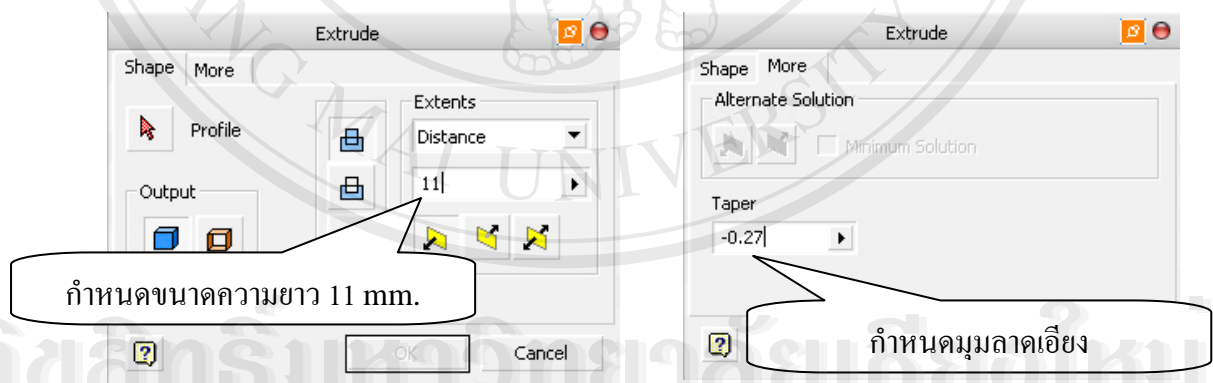 Extrude
Shape More
Profile
Extents
Distance
11
Output
กำหนดขนาดความยาว 11 mm.
OK Cancel
Extrude
Shape More
Alternate Solution
Minimum Solution
Taper
-0.27
กำหนดมุมลาดเอียง